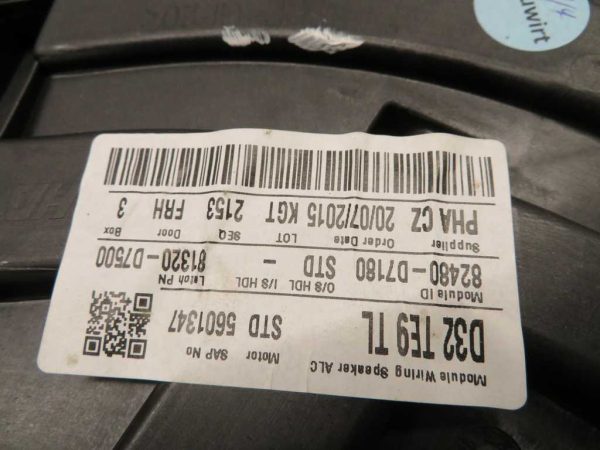 Module Wiring Speaker ALC Motor SAP No
D32 TE9 TL STD 5601347
Module ID O/S HDL I/S HDL Latch PN
82480-D7180 STD - 81320-D7500
Supplier Order Date LOT SEQ Door Box
PHA CZ 20/07/2015 KGT 2153 FRH 3